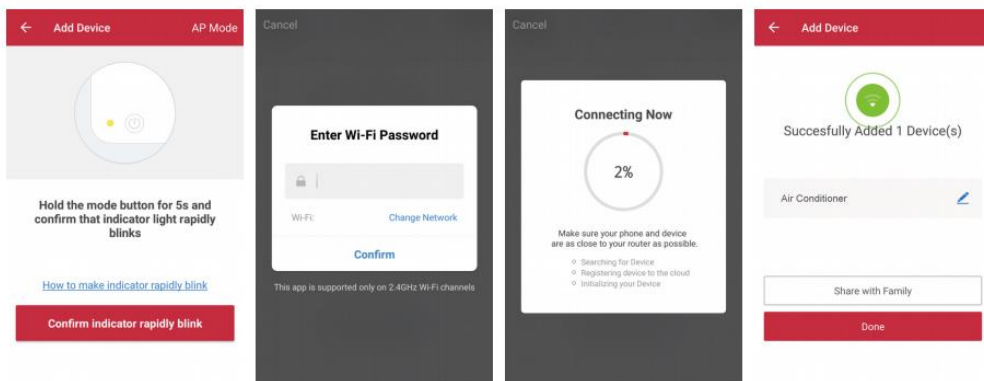 Add Device
AP Mode
Hold the mode button for 5s and
confirm that indicator light rapidly
blinks
How to make indicator rapidly blink
Confirm indicator rapidly blink
Cancel
Enter Wi-Fi Password
Wi-Fi:
Change Network
Confirm
This app is supported only on 2.4GHz Wi-Fi channels
Cancel
Connecting Now
2%
Make sure your phone and device
are as close to your router as possible.
Searching for Device
Registering device to the cloud
Initializing your Device
Add Device
Succesfully Added 1 Device(s)
Air Conditioner
Share with Family
Done